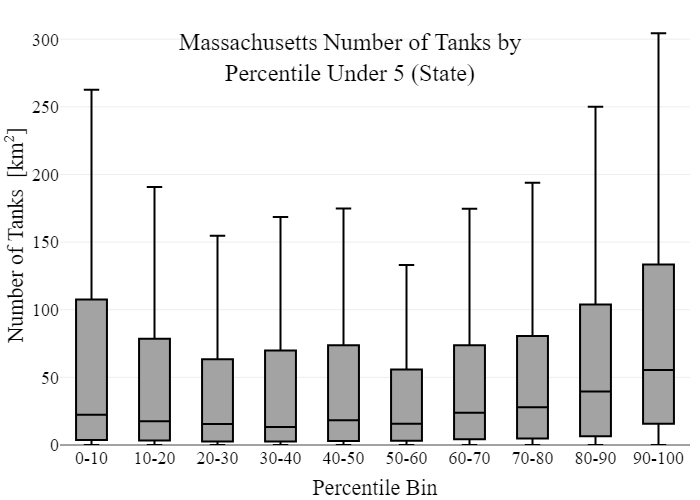 Massachusetts Number of Tanks by
Percentile Under 5 (State)
Number of Tanks [km²]
300
250
200
150
100
50
0
0-10 10-20 20-30 30-40 40-50 50-60 60-70 70-80 80-90 90-100
Percentile Bin